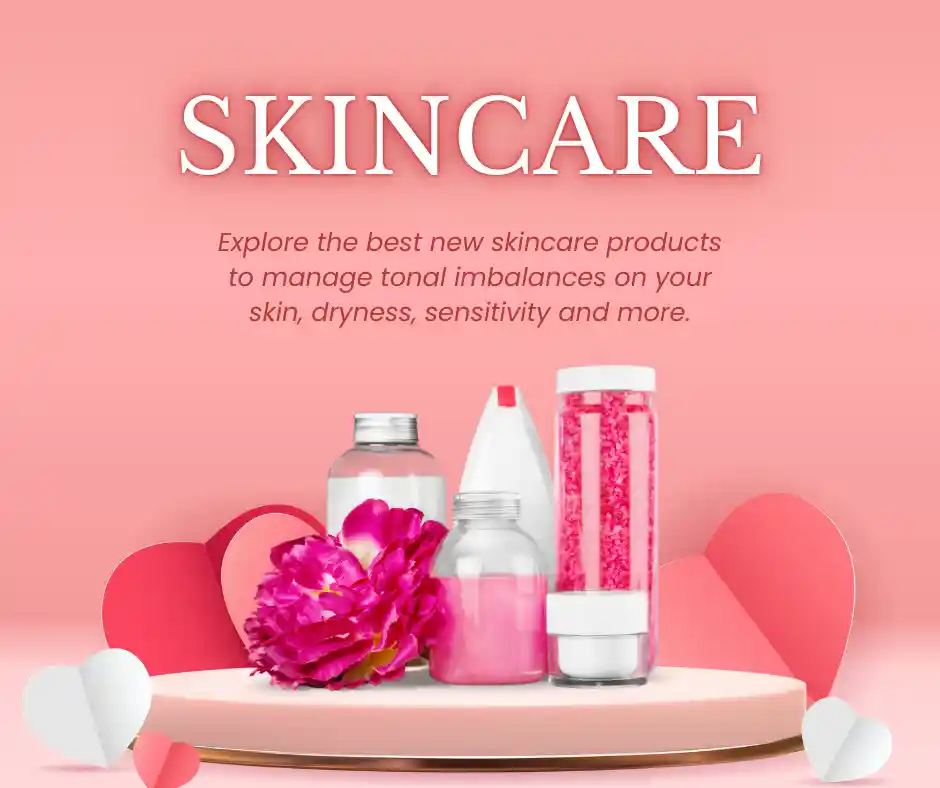 SKINCARE
Explore the best new skincare products
to manage tonal imbalances on your
skin, dryness, sensitivity and more.